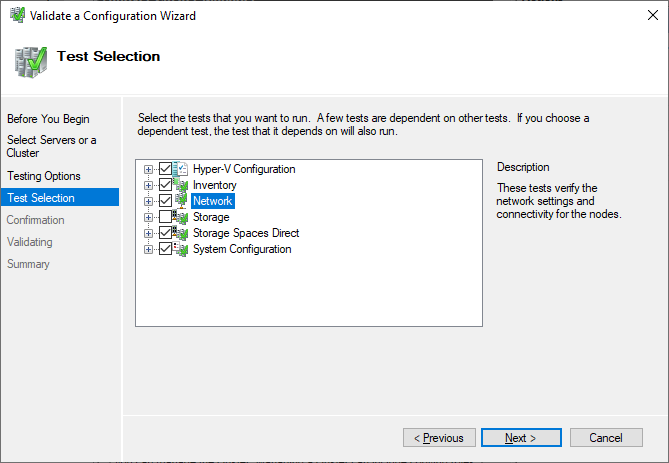 Validate a Configuration Wizard
Test Selection
Before You Begin
Select Servers or a
Cluster
Testing Options
Test Selection
Confirmation
Validating
Summary
Select the tests that you want to run. A few tests are dependent on other tests. If you choose a
dependent test, the test that it depends on will also run.
Hyper-V Configuration
Inventory
Network
Storage
Storage Spaces Direct
System Configuration
Description
These tests verify the
network settings and
connectivity for the nodes.
< Previous
Next >
Cancel